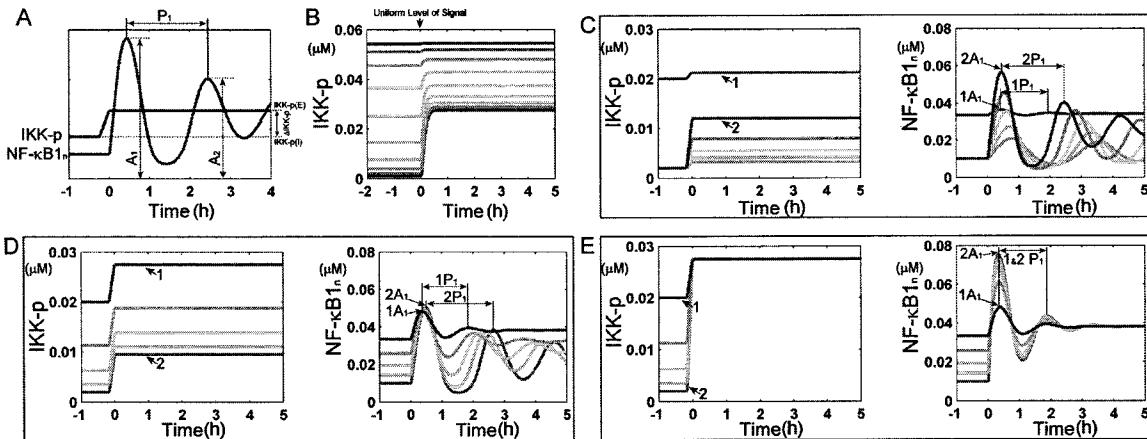 A
P₁
A₁
A₂
IKK-p(E)
ΔIKK-p
IKK-p(I)
IKK-p
NF-κB1ₙ
-1 0 1 2 3 4
Time (h)
B
Uniform Level of Signal
0.06
(μM)
0.04
0.02
0
IKK-p
-2 -1 0 1 2 3 4 5
Time (h)
C
0.03
(μM)
0.02
0.01
0
IKK-p
1
2
-1 0 1 2 3 4 5
Time(h)
0.08
(μM)
0.06
0.04
0.02
0
NF-κB1ₙ
2A₁
2P₁
1P₁
1A₁
-1 0 1 2 3 4 5
Time (h)
D
0.03
(μM)
0.02
0.01
0
IKK-p
1
2
-1 0 1 2 3 4 5
Time(h)
0.08
(μM)
0.06
0.04
0.02
0
NF-κB1ₙ
1P₁
2A₁
2P₁
1A₁
-1 0 1 2 3 4 5
Time(h)
E
0.03
(μM)
0.02
0.01
0
IKK-p
1
2
-1 0 1 2 3 4 5
Time(h)
0.08
(μM)
0.06
0.04
0.02
0
NF-κB1ₙ
2A₁
1&2 P₁
1A₁
-1 0 1 2 3 4 5
Time(h)